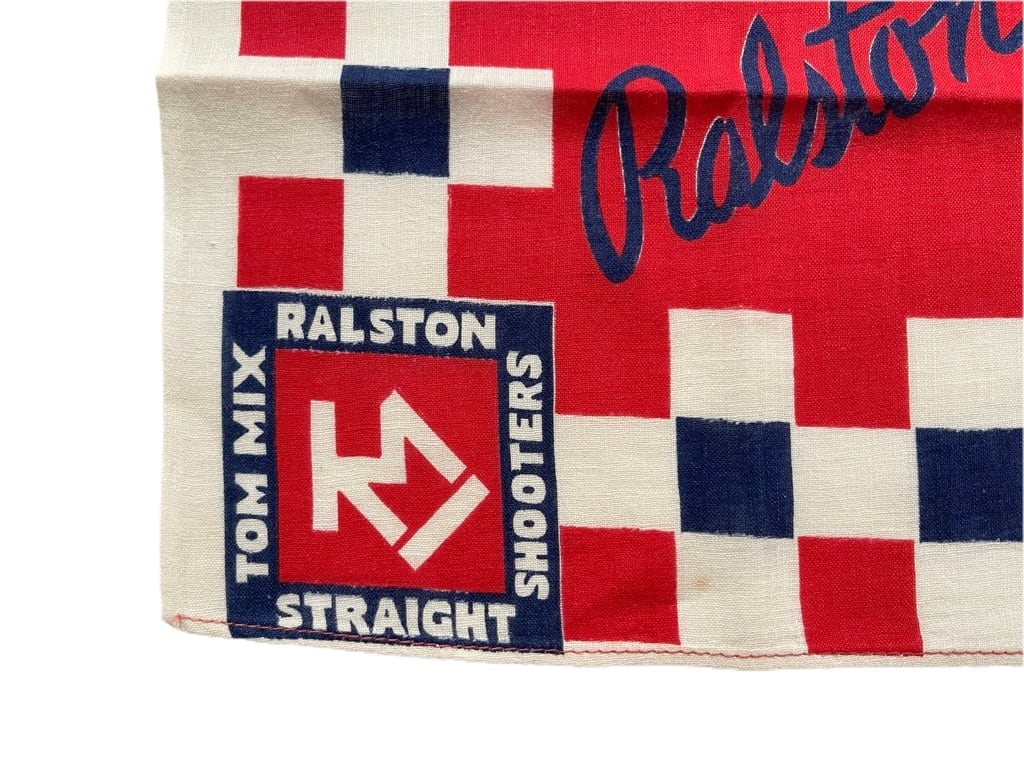 Ralston
TOM MIX
RALSTON
STRAIGHT
SHOOTERS